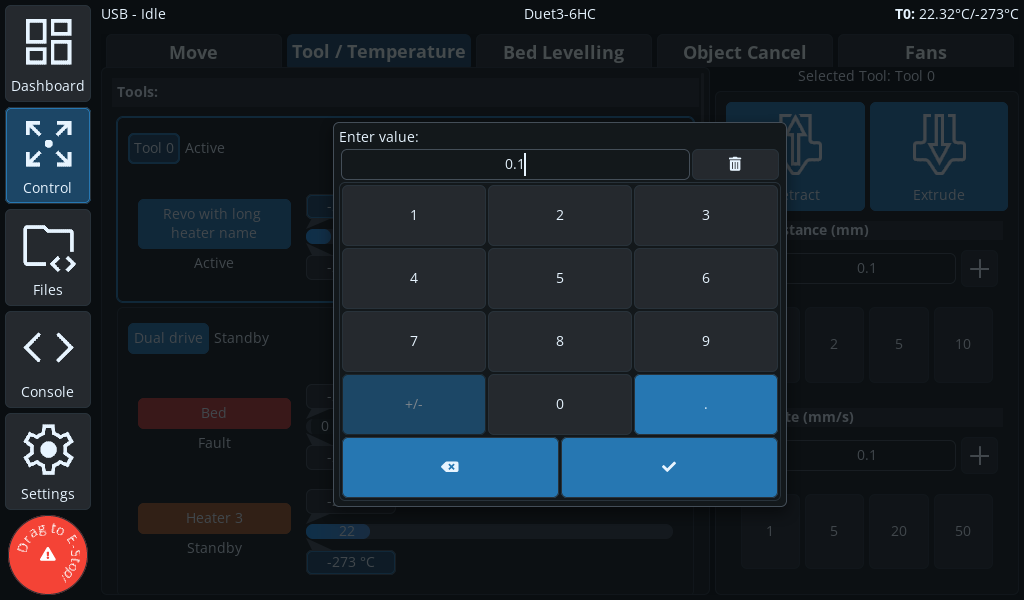 USB - Idle
Duet3-6HC
T0: 22.32°C/-273°C
Dashboard
Control
Files
Console
Settings
Drag to E-Stop!
Move
Tool / Temperature
Bed Levelling
Object Cancel
Fans
Tools:
Selected Tool: Tool 0
Tool 0
Active
Revo with long
heater name
Active
Dual drive
Standby
Bed
Fault
0
Heater 3
Standby
22
-273 °C
Enter value:
0.1
1
2
3
4
5
6
7
8
9
+/-
0
.
Extrude
(mm)
0.1
2
5
10
(mm/s)
0.1
1
5
20
50